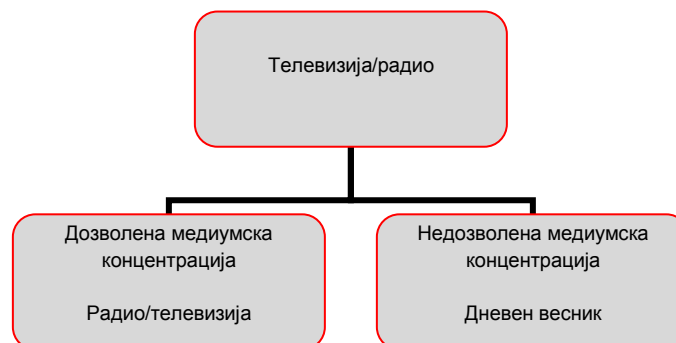 Телевизија/радио
Дозволена медиумска
концентрација
Радио/телевизија
Недозволена медиумска
концентрација
Дневен весник